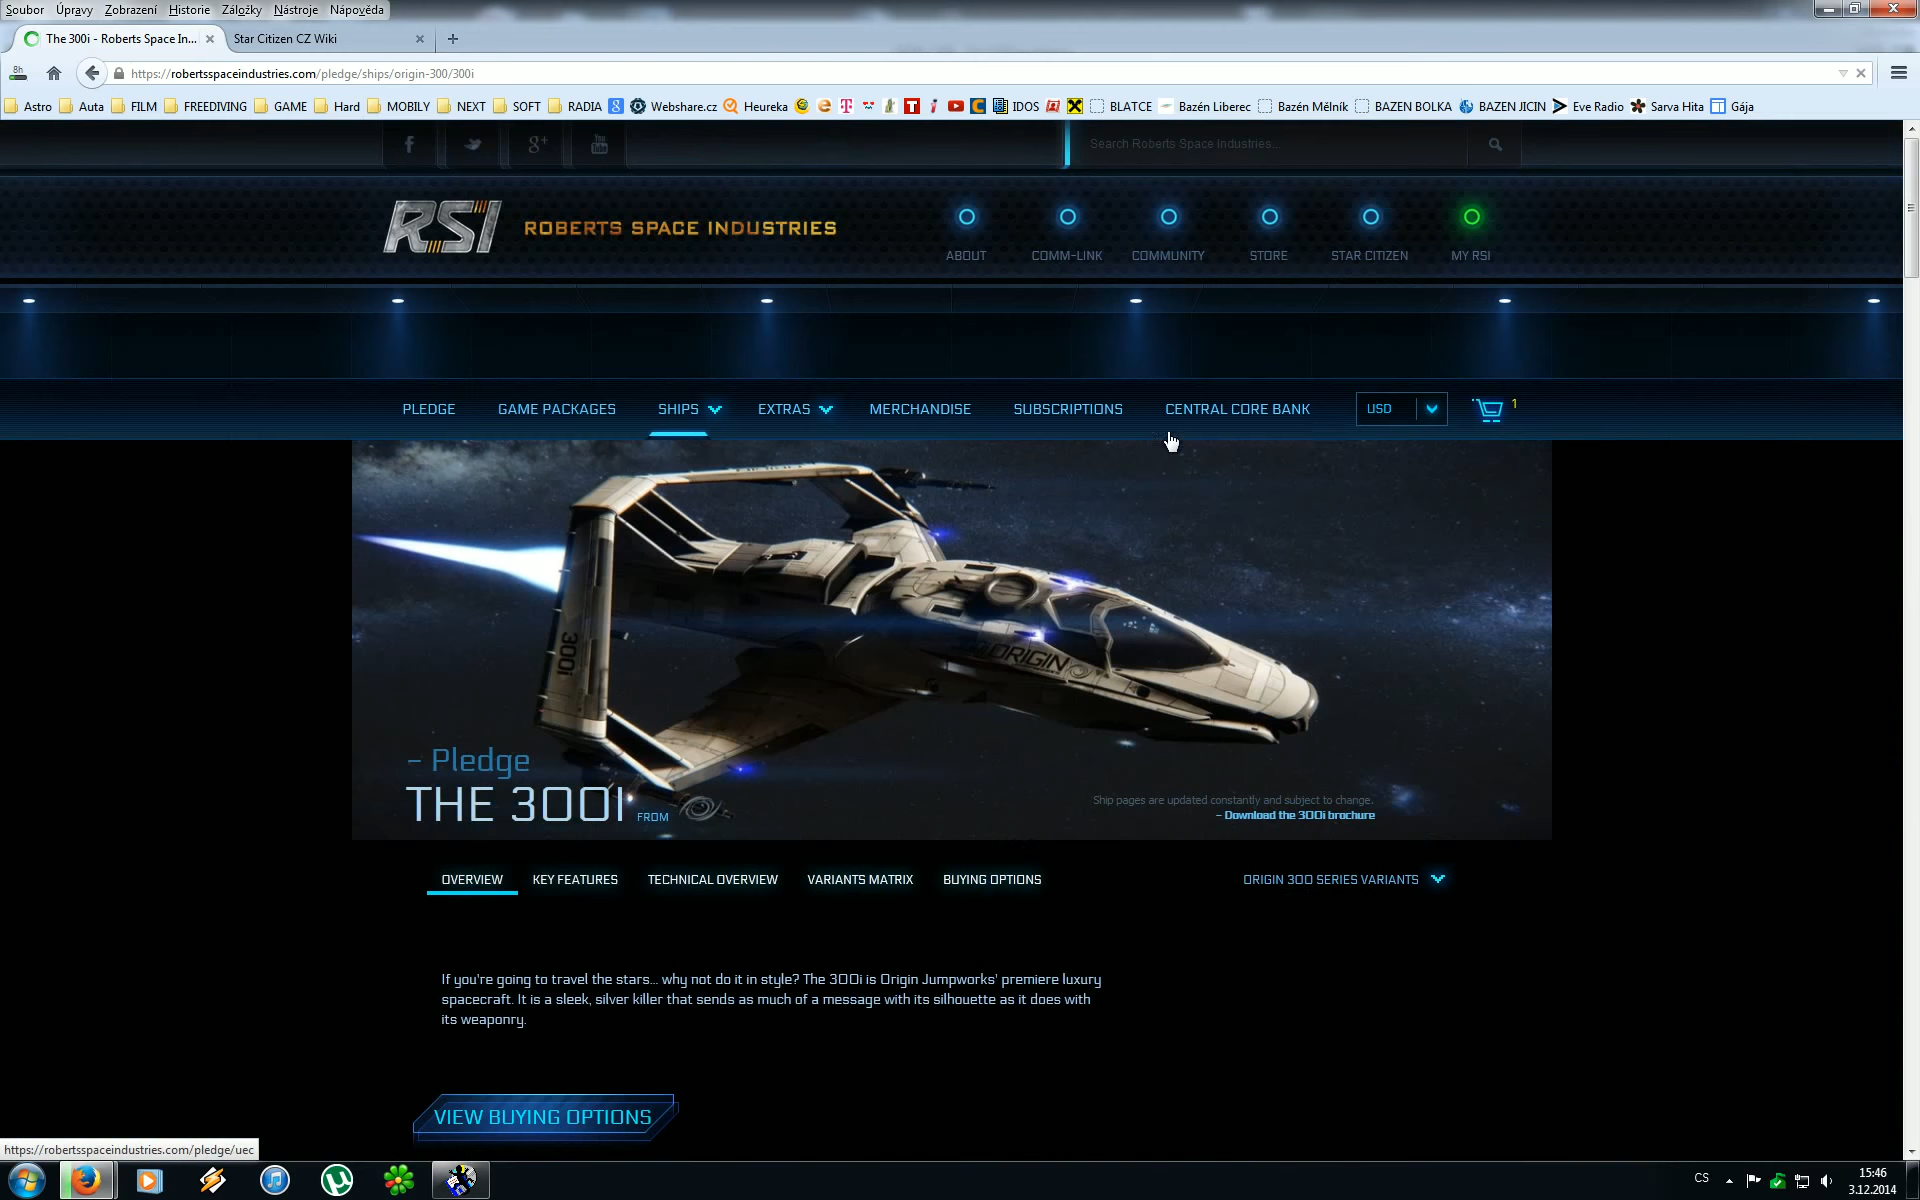 Soubor Úpravy Zobrazení Historie Záložky Nástroje Nápověda
The 300i - Roberts Space In... Star Citizen CZ Wiki
8h https://robertsspaceindustries.com/pledge/ships/origin-300/300i
Astro Auta FILM FREEDIVING GAME Hard MOBILY NEXT SOFT RADIA Webshare.cz Heureka IDOS BLATCE Bazén Liberec Bazén Mělník BAZEN BOLKA BAZEN JICIN Eve Radio Sarva Hita Gája
Search Roberts Space Industries...
RSI ROBERTS SPACE INDUSTRIES
ABOUT COMM-LINK COMMUNITY STORE STAR CITIZEN MY RSI
PLEDGE GAME PACKAGES SHIPS EXTRAS MERCHANDISE SUBSCRIPTIONS CENTRAL CORE BANK USD 1
300i
ORIGIN
- Pledge
THE 300I FROM
Ship pages are updated constantly and subject to change.
- Download the 300i brochure
OVERVIEW KEY FEATURES TECHNICAL OVERVIEW VARIANTS MATRIX BUYING OPTIONS ORIGIN 300 SERIES VARIANTS
If you're going to travel the stars... why not do it in style? The 300i is Origin Jumpworks' premiere luxury
spacecraft. It is a sleek, silver killer that sends as much of a message with its silhouette as it does with
its weaponry.
VIEW BUYING OPTIONS
https://robertsspaceindustries.com/pledge/uec
CS 15:46
3.12.2014